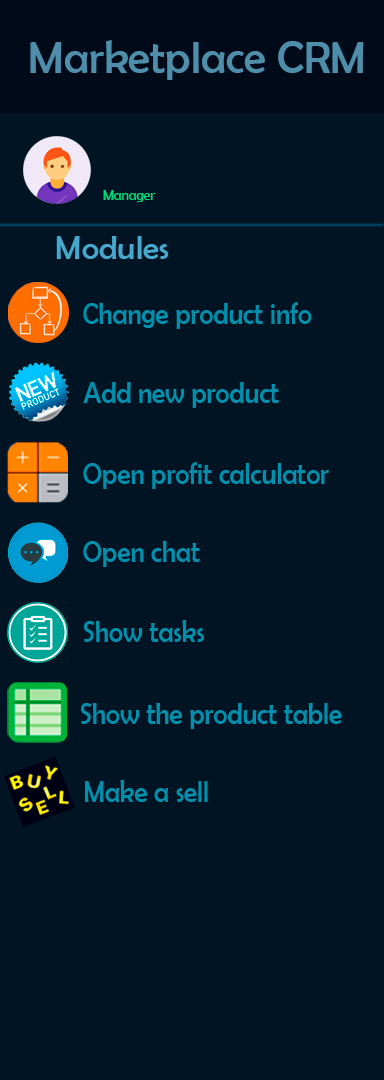 Marketplace CRM
Manager
Modules
Change product info
NEW
PRODUCT
Add new product
Open profit calculator
Open chat
Show tasks
Show the product table
BUY
SELL
Make a sell